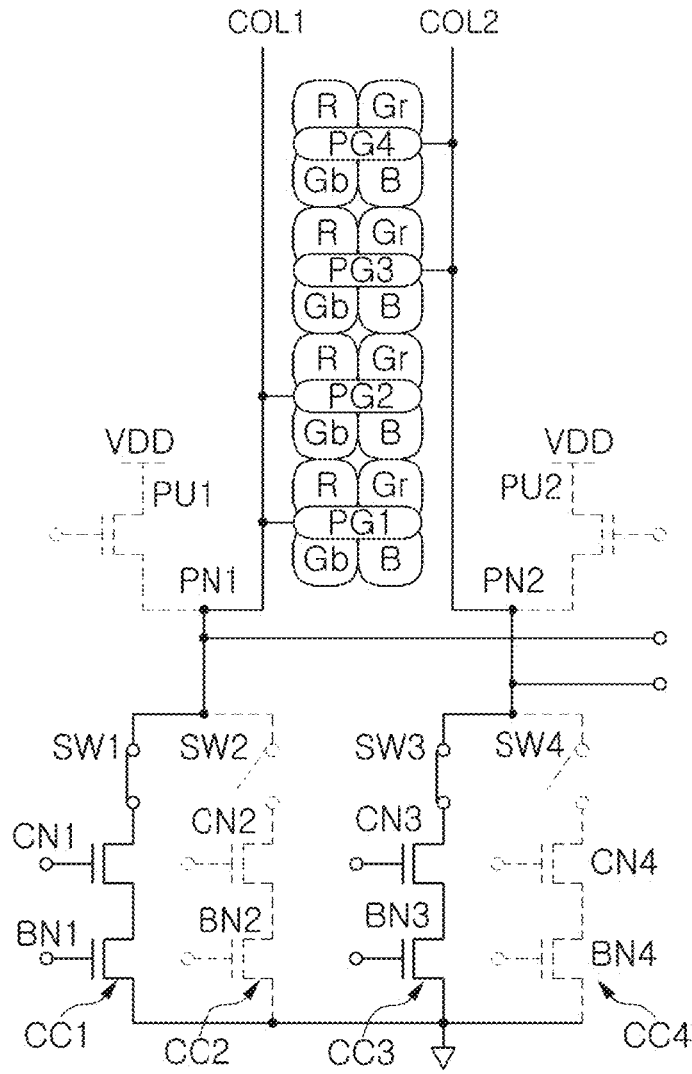 COL1 COL2
R Gr
PG4
Gb B
R Gr
PG3
Gb B
R Gr
PG2
Gb B
VDD VDD
R Gr
PU1 PU2
PG1
Gb B
PN1 PN2
SW1 SW2 SW3 SW4
CN1 CN2 CN3 CN4
BN1 BN2 BN3 BN4
CC1 CC2 CC3 CC4